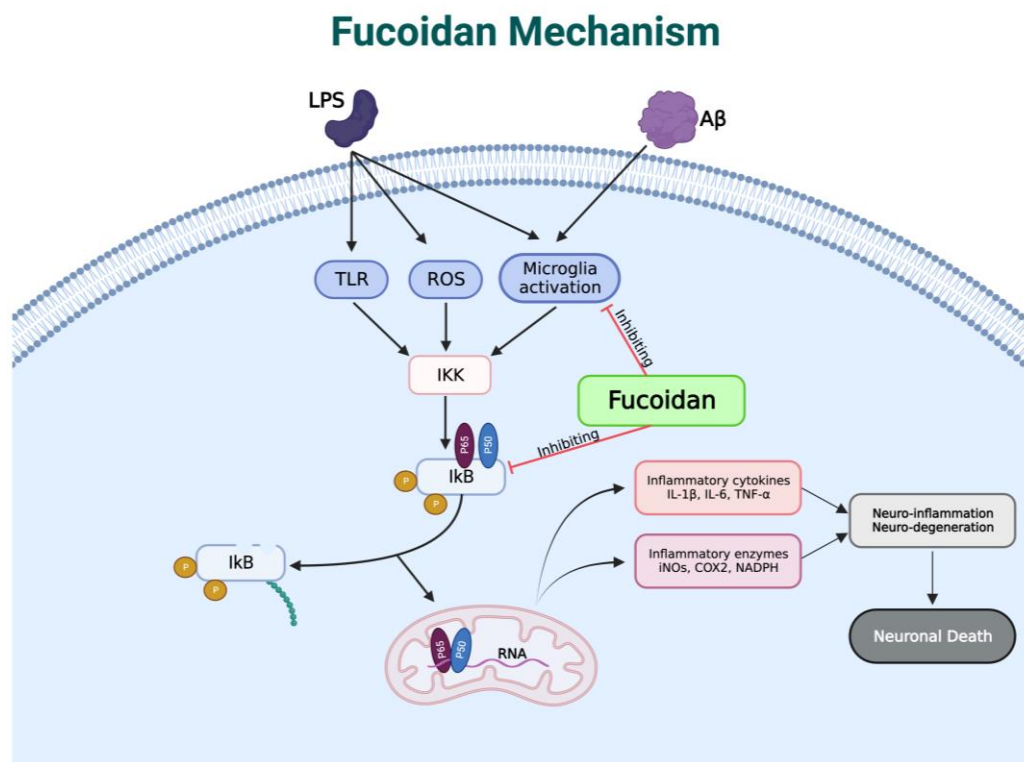 Fucoidan Mechanism
LPS
Aβ
TLR
ROS
Microglia
activation
Inhibiting
IKK
Fucoidan
P65
P50
Inhibiting
IkB
P
P
Inflammatory cytokines
IL-1β, IL-6, TNF-α
Neuro-inflammation
Neuro-degeneration
Inflammatory enzymes
iNOs, COX2, NADPH
IkB
P
P
Neuronal Death
P65
P50
RNA